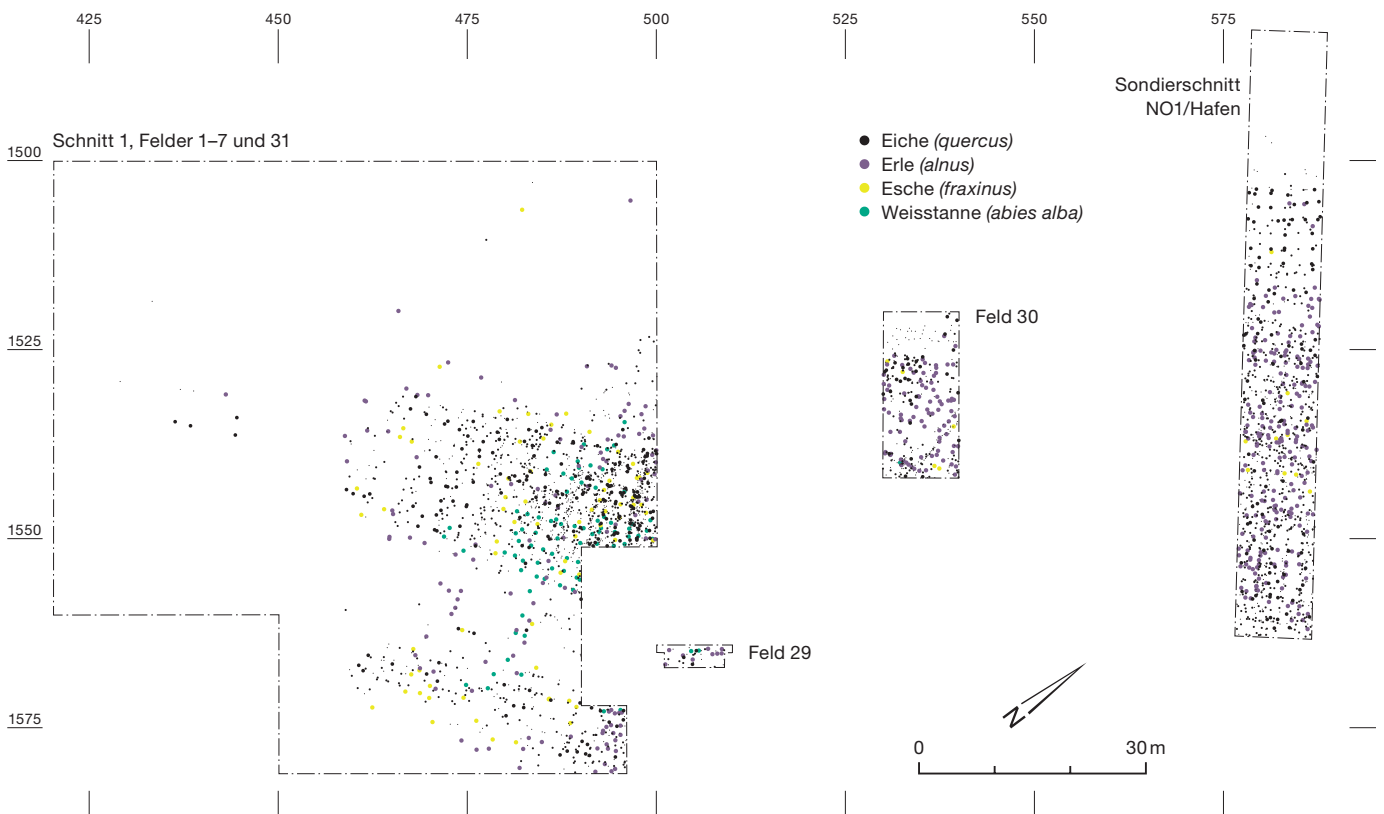 425 450 475 500 525 550 575
Sondierschnitt
NO1/Hafen
Schnitt 1, Felder 1–7 und 31
1500
Eiche (quercus)
Erle (alnus)
Esche (fraxinus)
Weisstanne (abies alba)
Feld 30
1525
1550
Feld 29
1575
N
0 30 m